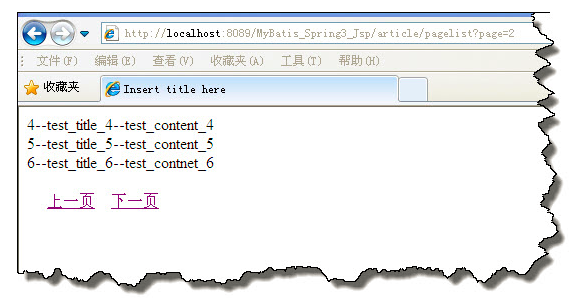 http://localhost:8089/MyBatis_Spring3_Jsp/article/pagelist?page=2
文件(F) 编辑(E) 查看(V) 收藏夹(A) 工具(T) 帮助(H)
收藏夹 Insert title here
4--test_title_4--test_content_4
5--test_title_5--test_content_5
6--test_title_6--test_contnet_6
上一页 下一页